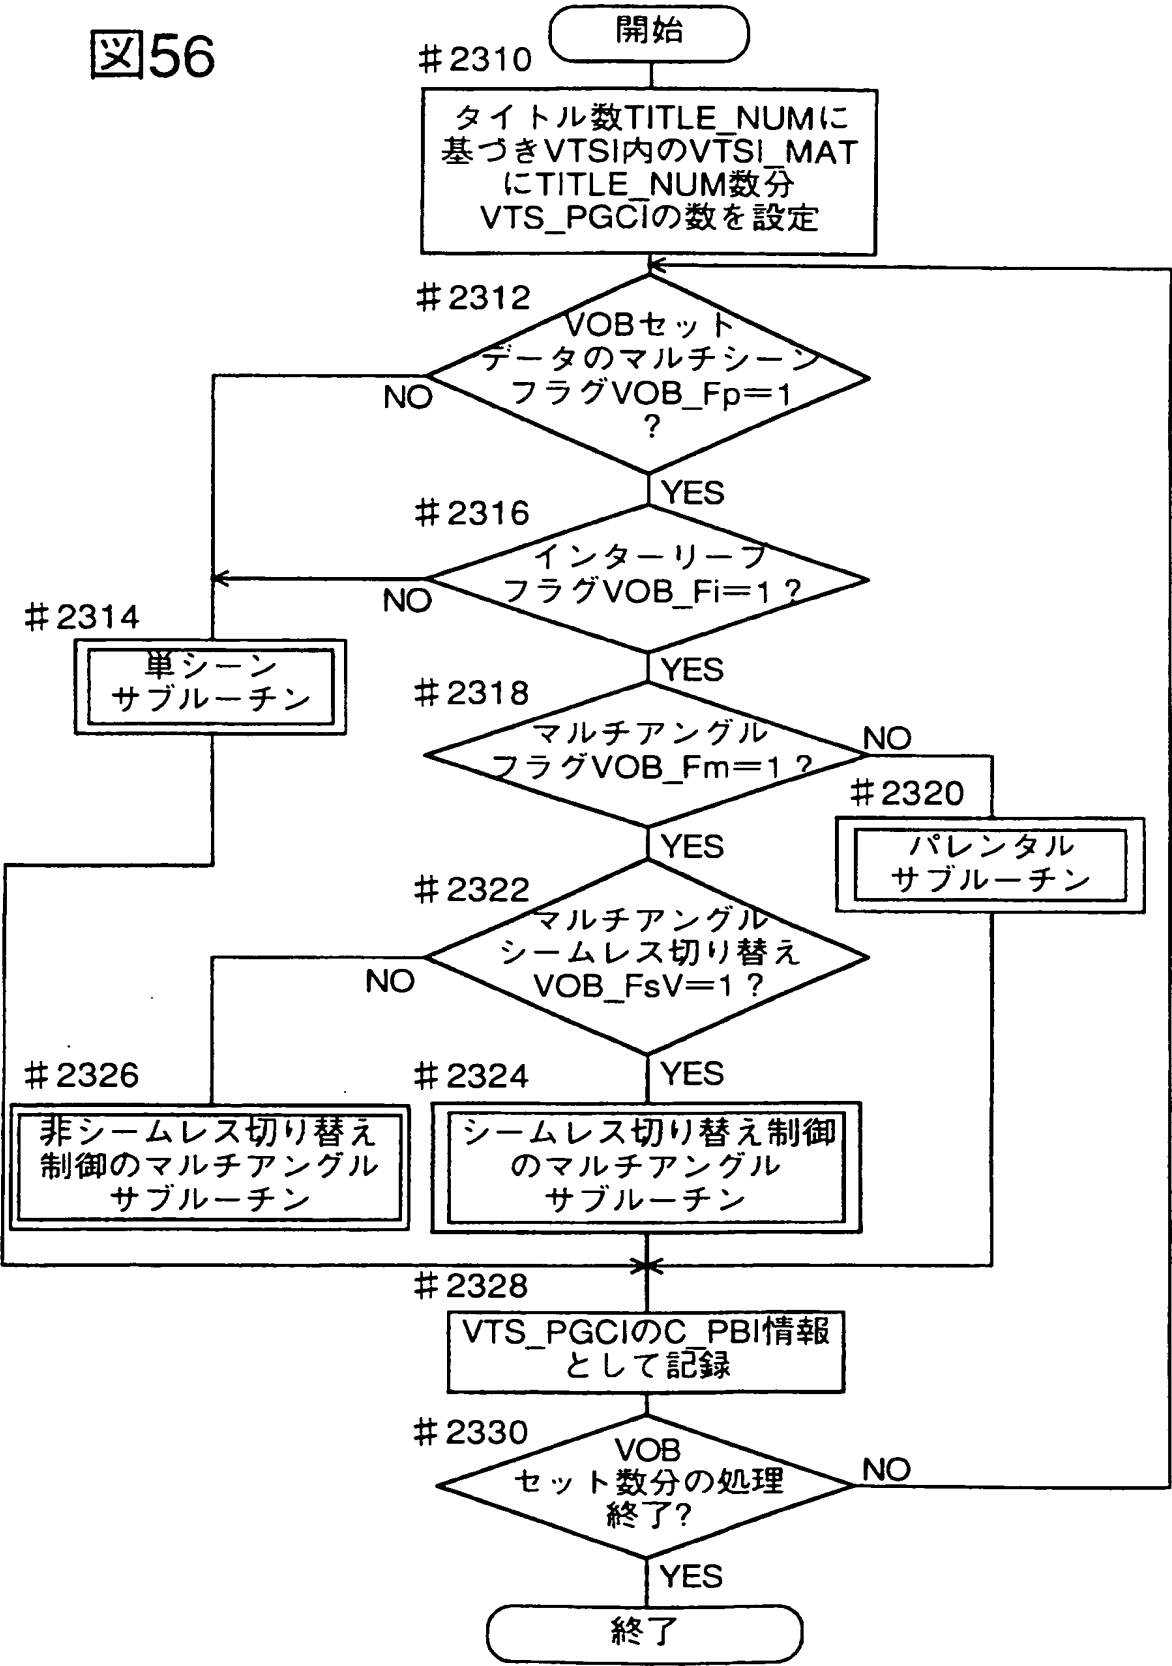 図56
開始
#2310
タイトル数TITLE_NUMに
基づきVTSI内のVTSI_MAT
にTITLE_NUM数分
VTS_PGCIの数を設定
#2312
VOBセット
データのマルチシーン
フラグVOB_Fp=1
?
NO
YES
#2316
インターリーブ
フラグVOB_Fi=1?
NO
YES
#2314
単シーン
サブルーチン
#2318
マルチアングル
フラグVOB_Fm=1?
NO
YES
#2320
パレンタル
サブルーチン
#2322
マルチアングル
シームレス切り替え
VOB_FsV=1?
NO
YES
#2326
非シームレス切り替え
制御のマルチアングル
サブルーチン
#2324
シームレス切り替え制御
のマルチアングル
サブルーチン
#2328
VTS_PGCIのC_PBI情報
として記録
#2330
VOB
セット数分の処理
終了?
NO
YES
終了